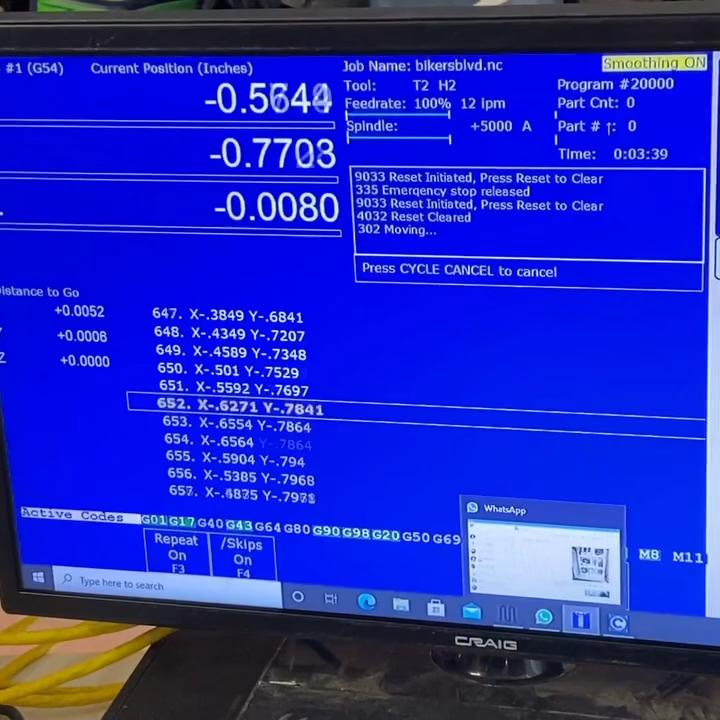 #1 (G54) Current Position (Inches)
Job Name: bikersblvd.nc
Smoothing ON
Tool: T2 H2
Program #20000
Feedrate: 100% 12 Ipm
Part Cnt: 0
Spindle: +5000 A
Part # ↑: 0
Time: 0:03:39
-0.7708
-0.0080
9033 Reset Initiated, Press Reset to Clear
335 Emergency stop released
9033 Reset Initiated, Press Reset to Clear
4032 Reset Cleared
302 Moving...
Press CYCLE CANCEL to cancel
Distance to Go
+0.0052
+0.0006
Z +0.0000
647. X-.3849 Y-.6841
648. X-.4349 Y-.7207
649. X-.4589 Y-.7348
650. X-.501 Y-.7529
651. X-.5592 Y-.7697
652. X-.6271 Y-.7841
653. X-.6554 Y-.7864
654. X-.6564 Y-.7864
655. X-.5904 Y-.794
656. X-.5385 Y-.7968
657. X-.4875
Active Codes G01 G17 G40 G43 G64 G80 G90 G98 G20 G50 G69
M8 M11
Repeat
On
F3
/Skips
On
F4
WhatsApp
Type here to search
CRAIG